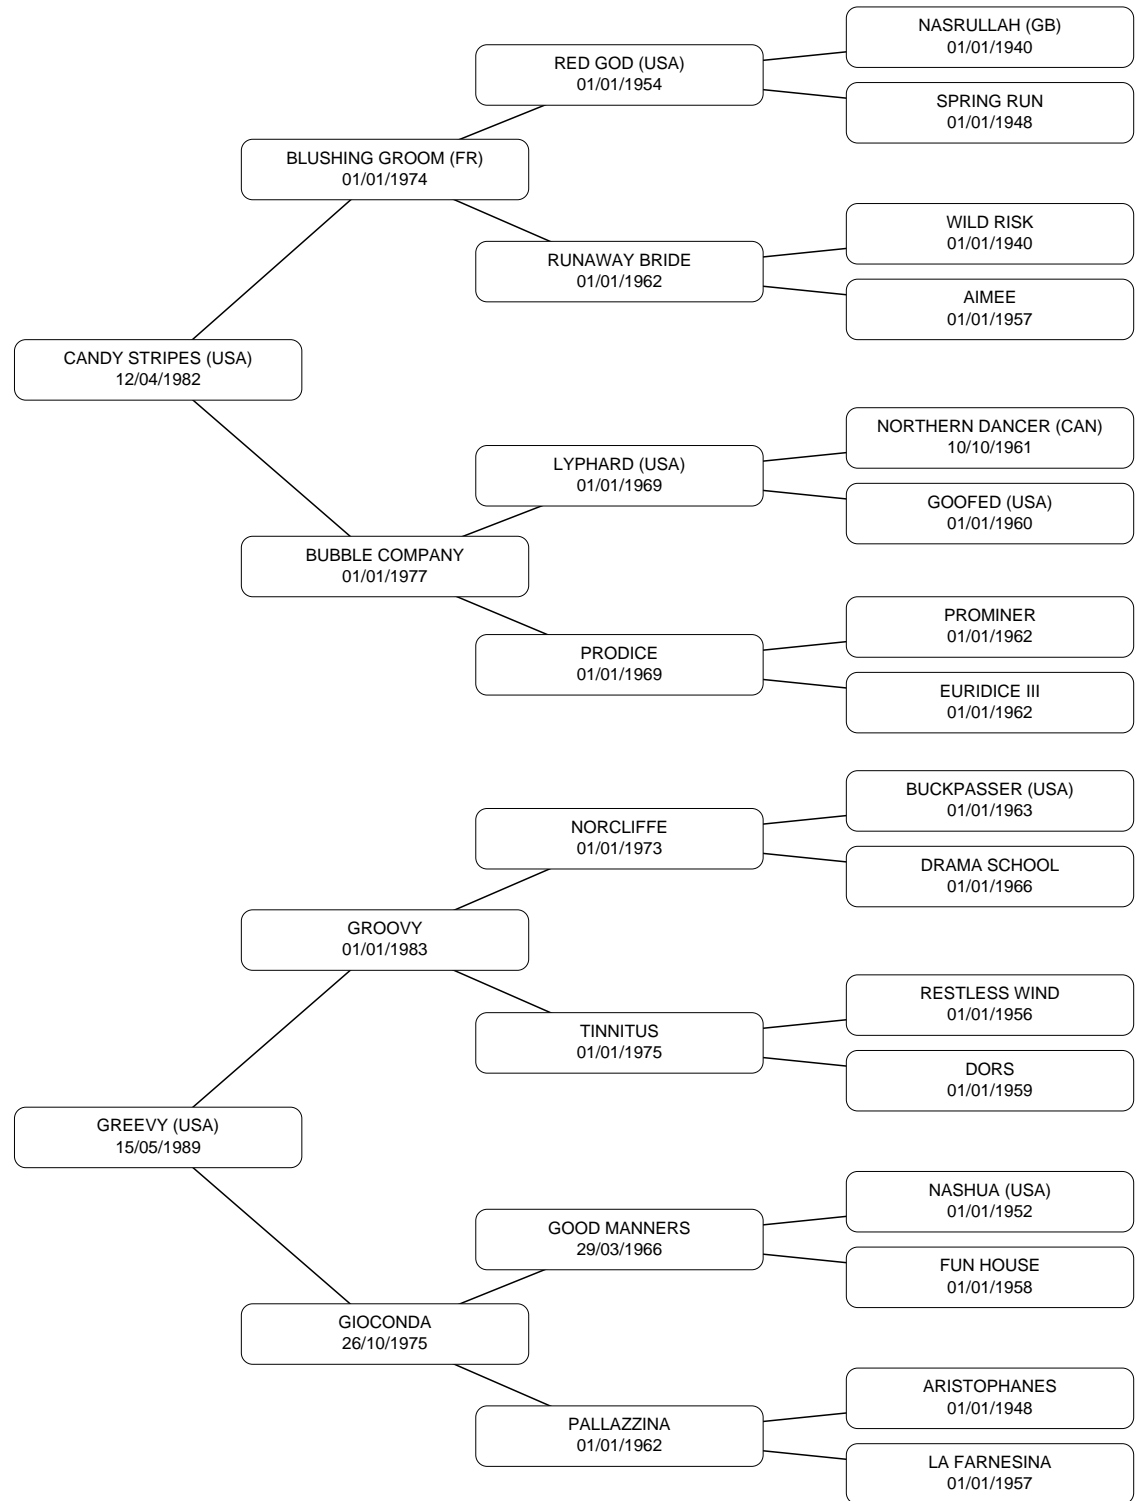 NASRULLAH (GB)
01/01/1940
RED GOD (USA)
01/01/1954
SPRING RUN
01/01/1948
BLUSHING GROOM (FR)
01/01/1974
WILD RISK
01/01/1940
RUNAWAY BRIDE
01/01/1962
AIMEE
01/01/1957
CANDY STRIPES (USA)
12/04/1982
NORTHERN DANCER (CAN)
10/10/1961
LYPHARD (USA)
01/01/1969
GOOFED (USA)
01/01/1960
BUBBLE COMPANY
01/01/1977
PROMINER
01/01/1962
PRODICE
01/01/1969
EURIDICE III
01/01/1962
BUCKPASSER (USA)
01/01/1963
NORCLIFFE
01/01/1973
DRAMA SCHOOL
01/01/1966
GROOVY
01/01/1983
RESTLESS WIND
01/01/1956
TINNITUS
01/01/1975
DORS
01/01/1959
GREEVY (USA)
15/05/1989
NASHUA (USA)
01/01/1952
GOOD MANNERS
29/03/1966
FUN HOUSE
01/01/1958
GIOCONDA
26/10/1975
ARISTOPHANES
01/01/1948
PALLAZZINA
01/01/1962
LA FARNESINA
01/01/1957